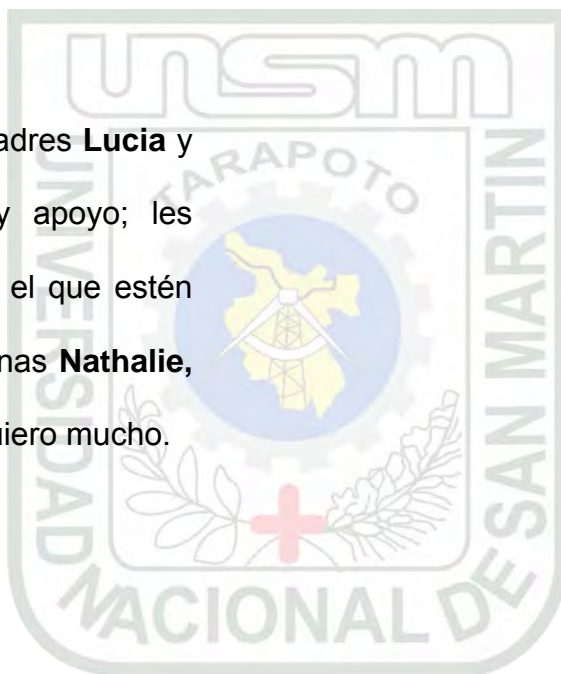 unsm
TARAPOTO
UNIVERSIDAD
NACIONAL DE
SAN MARTIN
adres Lucia y
y apoyo; les
el que estén
nas Nathalie,
uiero mucho.